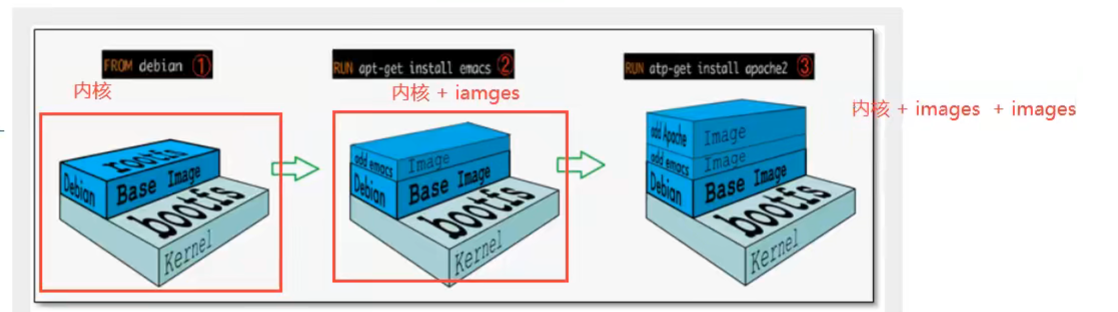 FROM debian ①
RUN apt-get install emacs ②
RUN atp-get install apoche2 ③
内核
内核 + iamges
内核 + images + images
rootfs
Debian
Base Image
bootfs
Kernel
add emacs
Image
Debian
Base Image
bootfs
Kernel
add Apache
Image
add emacs
Image
Debian
Base Image
bootfs
Kernel